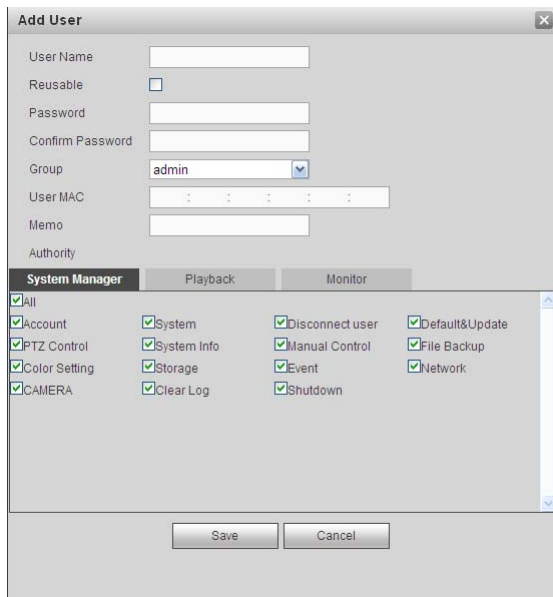 Add User
User Name
Reusable
Password
Confirm Password
Group admin
User MAC : : : : :
Memo
Authority
System Manager Playback Monitor
All
Account System Disconnect user Default&Update
PTZ Control System Info Manual Control File Backup
Color Setting Storage Event Network
CAMERA Clear Log Shutdown
Save Cancel